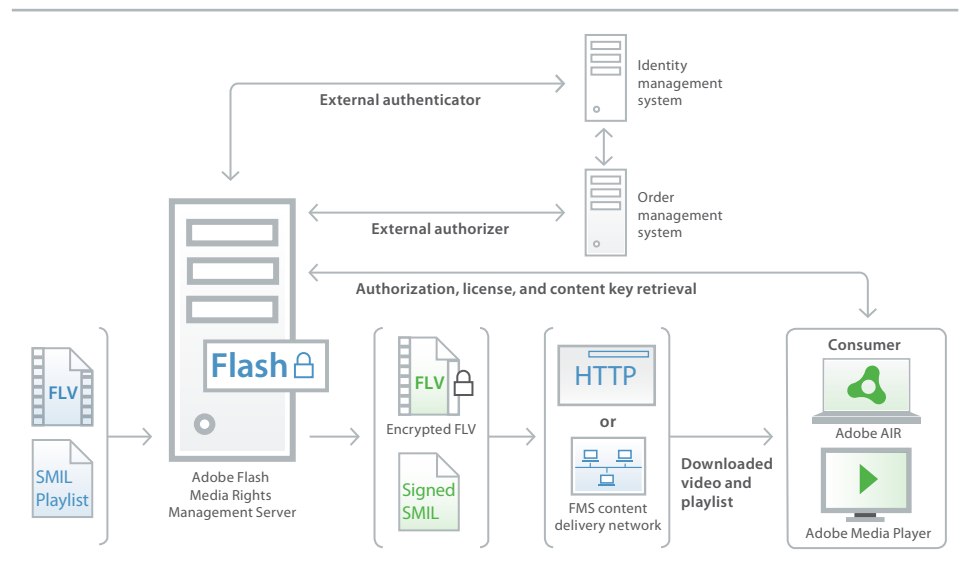 Identity
management
system
External authenticator
Order
management
system
External authorizer
Authorization, license, and content key retrieval
FLV
SMIL
Playlist
Flash
Adobe Flash
Media Rights
Management Server
FLV
Encrypted FLV
Signed
SMIL
HTTP
or
FMS content
delivery network
Downloaded
video and
playlist
Consumer
Adobe AIR
Adobe Media Player